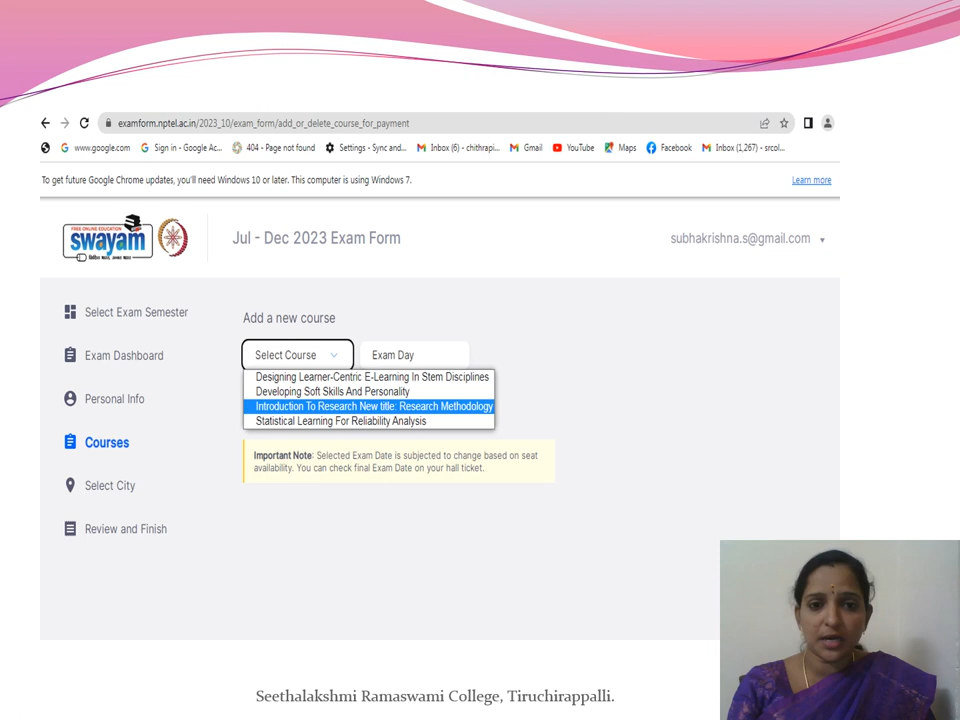 examform.nptel.ac.in/2023_10/exam_form/add_or_delete_course_for_payment
www.google.com Sign in - Google Ac... 404 - Page not found Settings - Sync and... Inbox (6) - chithrapi... Gmail YouTube Maps Facebook Inbox (1,267) - srcol...
To get future Google Chrome updates, you'll need Windows 10 or later. This computer is using Windows 7. Learn more
FREE ONLINE EDUCATION
swayam
शिक्षित भारत, उन्नत भारत
Jul - Dec 2023 Exam Form
subhakrishna.s@gmail.com
Select Exam Semester
Exam Dashboard
Personal Info
Courses
Select City
Review and Finish
Add a new course
Select Course Exam Day
Designing Learner-Centric E-Learning In Stem Disciplines
Developing Soft Skills And Personality
Introduction To Research New title: Research Methodology
Statistical Learning For Reliability Analysis
Important Note: Selected Exam Date is subjected to change based on seat
availability. You can check final Exam Date on your hall ticket.
Seethalakshmi Ramaswami College, Tiruchirappalli.